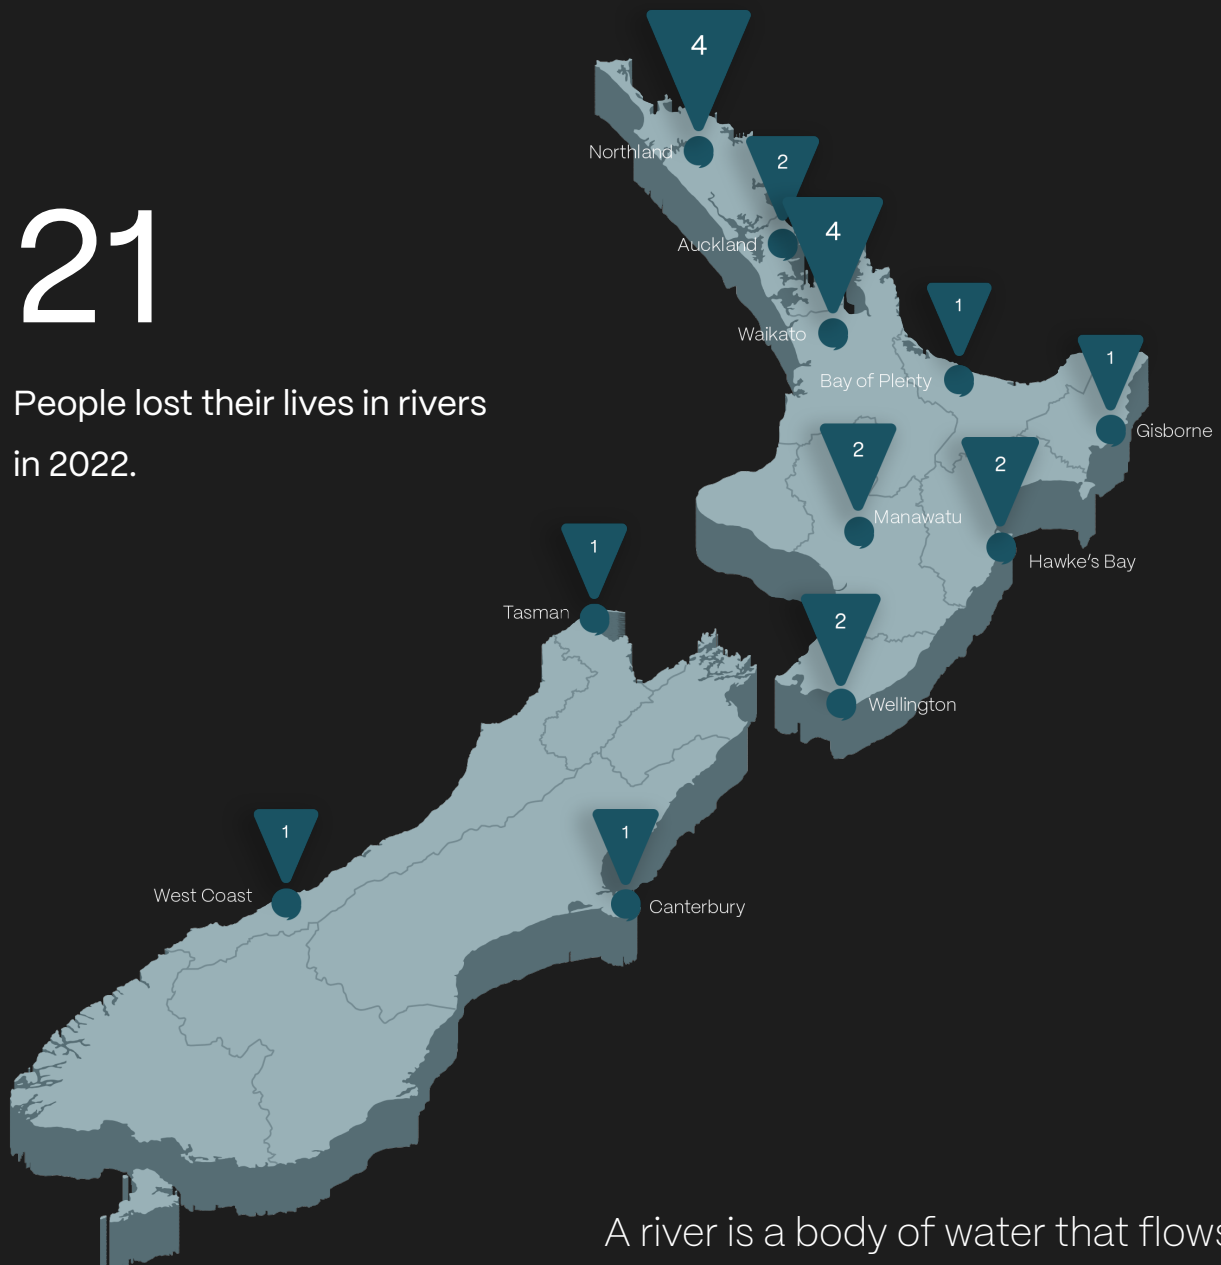 4
Northland
2
Auckland
4
21
Waikato
1
Bay of Plenty
1
People lost their lives in rivers
Gisborne
in 2022.
2
2
Manawatu
Hawke's Bay
1
Tasman
2
Wellington
1
1
West Coast
Canterbury
A river is a body of water that flows